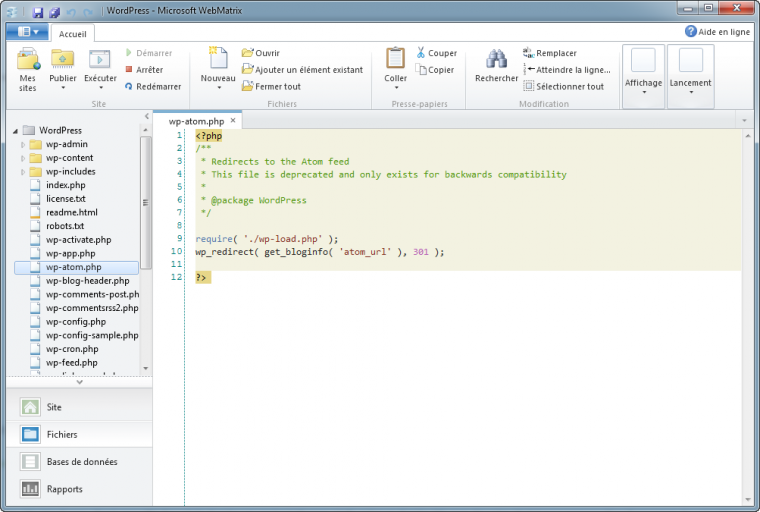 WordPress - Microsoft WebMatrix
Accueil
Aide en ligne
Mes sites
Publier
Exécuter
Démarrer
Arrêter
Redémarrer
Site
Nouveau
Ouvrir
Ajouter un élément existant
Fermer tout
Fichiers
Coller
Couper
Copier
Presse-papiers
Rechercher
Remplacer
Atteindre la ligne...
Sélectionner tout
Modification
Affichage
Lancement
WordPress
wp-admin
wp-content
wp-includes
index.php
license.txt
readme.html
robots.txt
wp-activate.php
wp-app.php
wp-atom.php
wp-blog-header.php
wp-comments-post.ph
wp-commentsrss2.php
wp-config.php
wp-config-sample.php
wp-cron.php
wp-feed.php
Site
Fichiers
Bases de données
Rapports
wp-atom.php ×
1 <?php
2 /**
3 * Redirects to the Atom feed
4 * This file is deprecated and only exists for backwards compatibility
5 *
6 * @package WordPress
7 */
8
9 require( './wp-load.php' );
10 wp_redirect( get_bloginfo( 'atom_url' ), 301 );
11
12 ?>